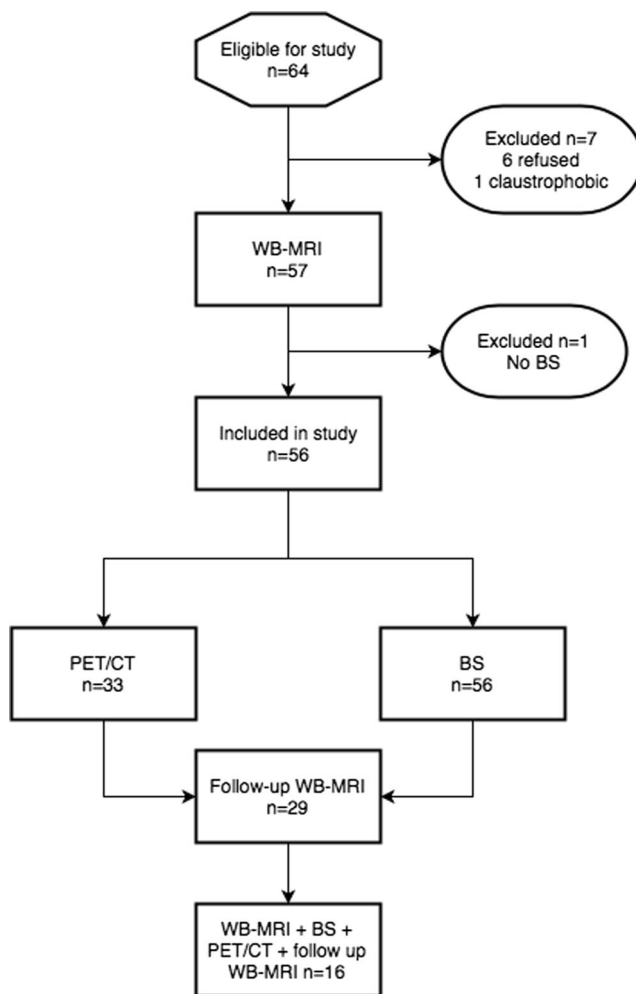 Eligible for study
n=64
Excluded n=7
6 refused
1 claustrophobic
WB-MRI
n=57
Excluded n=1
No BS
Included in study
n=56
PET/CT
n=33
BS
n=56
Follow-up WB-MRI
n=29
WB-MRI + BS +
PET/CT + follow up
WB-MRI n=16